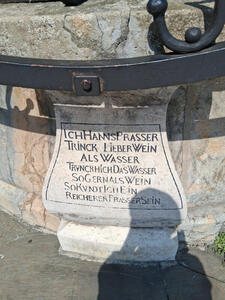 ICH HANNS PRASSER
TRINCK LIEBER WEIN
ALS WASSER
TRVNCK ICH DAS WASSER
SO GERN ALS WEIN
SO KVNDT ICH EIN
REICHERER PRASSER SEIN